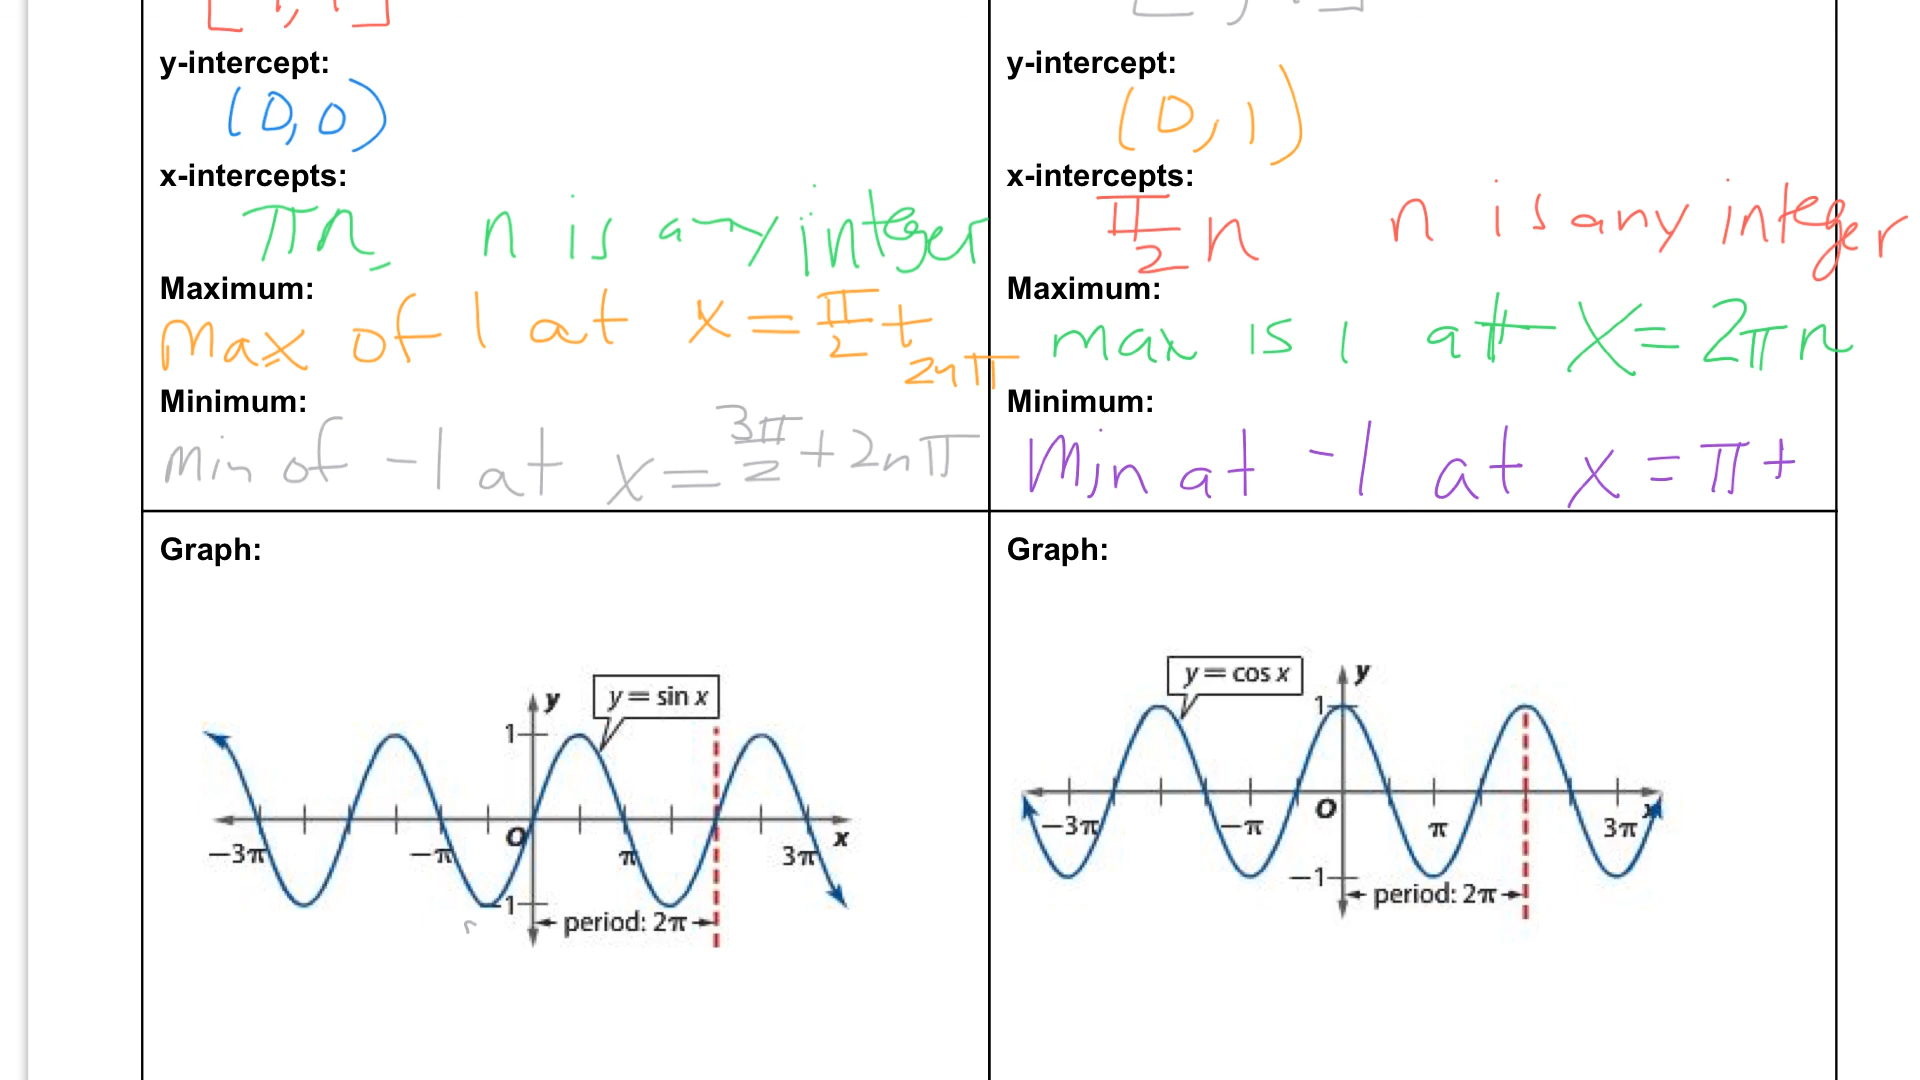 y-intercept:
(0,0)
x-intercepts:
πn, n is any integer
Maximum:
Max of 1 at x = π/2 +
2nπ
Minimum:
Min of -1 at x = 3π/2 + 2nπ
Graph:
y = sin x
y
1
O
x
−3π
−π
π
3π
−1
period: 2π
y-intercept:
(0,1)
x-intercepts:
π/2 n n is any integer
Maximum:
max is 1 at x = 2πn
Minimum:
Min at -1 at x = π +
Graph:
y = cos x
y
1
O
x
−3π
−π
π
3π
−1
period: 2π